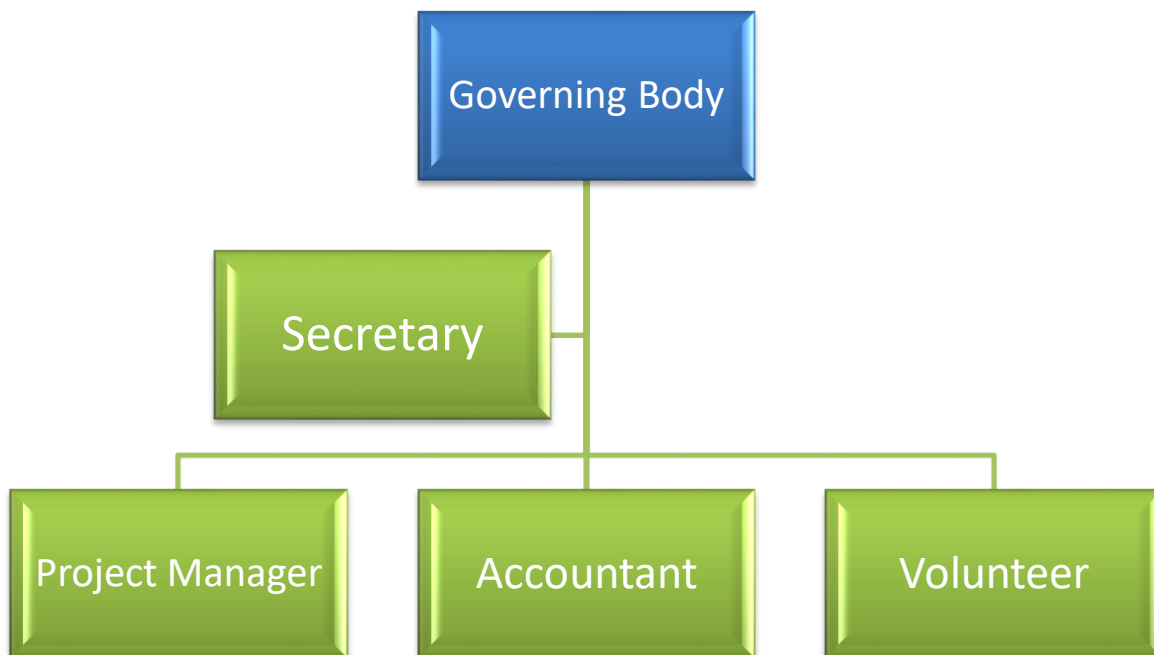 Governing Body
Secretary
Project Manager
Accountant
Volunteer